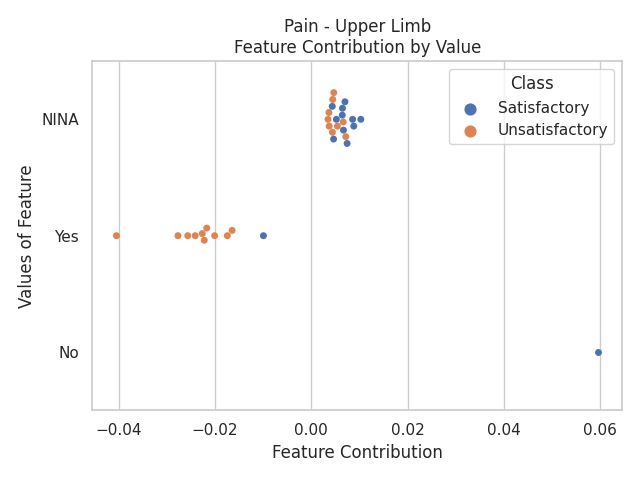 Pain - Upper Limb
Feature Contribution by Value
Class
Satisfactory
Unsatisfactory
NINA
Yes
No
Values of Feature
−0.04
−0.02
0.00
0.02
0.04
0.06
Feature Contribution